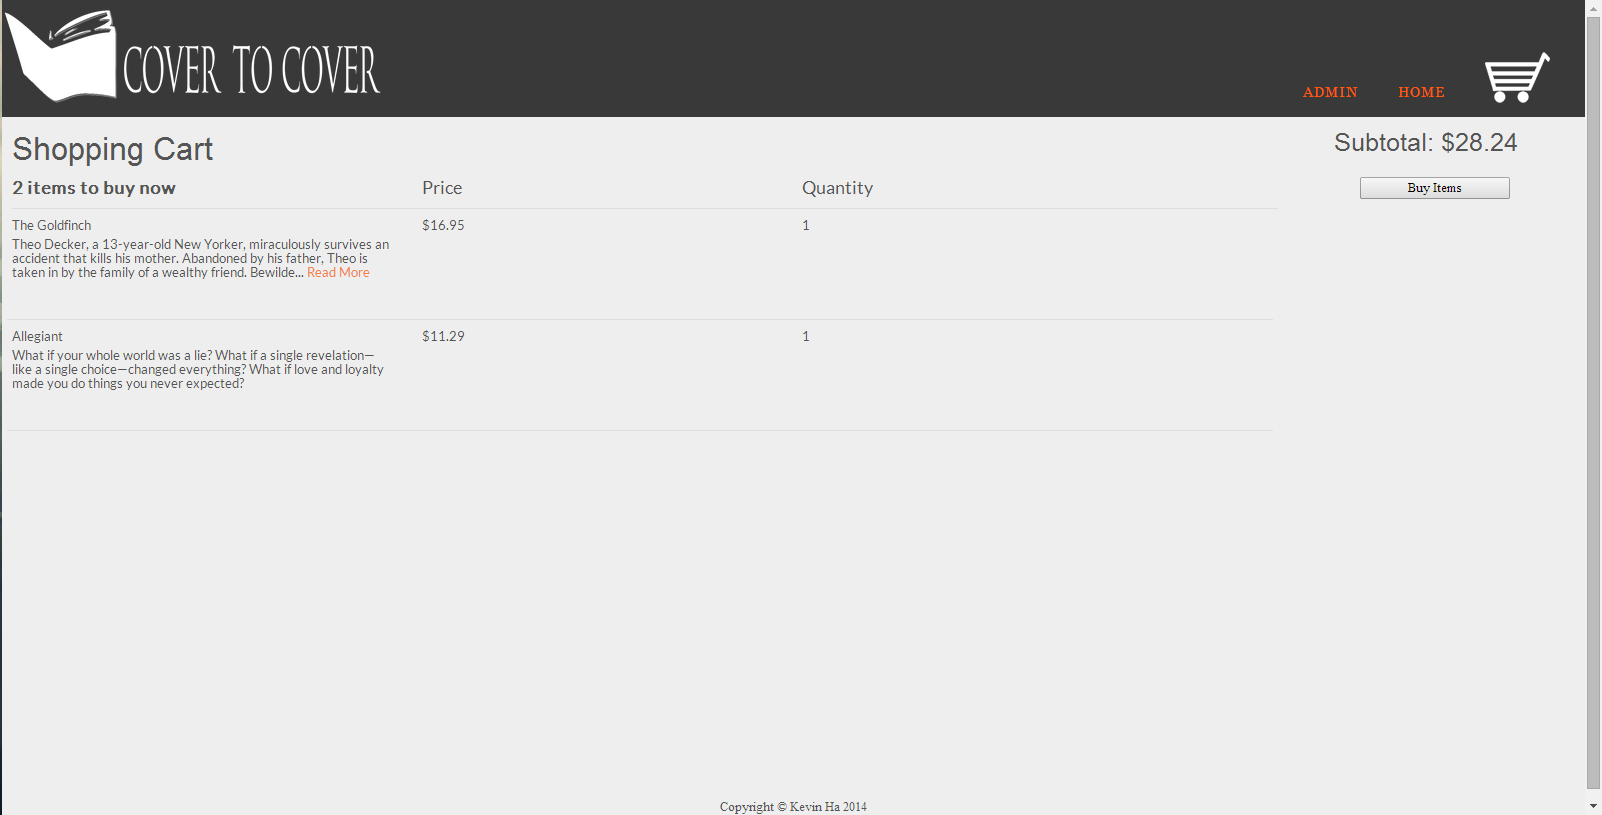 COVER TO COVER
ADMIN HOME
Shopping Cart
Subtotal: $28.24
2 items to buy now Price Quantity
Buy Items
The Goldfinch $16.95 1
Theo Decker, a 13-year-old New Yorker, miraculously survives an
accident that kills his mother. Abandoned by his father, Theo is
taken in by the family of a wealthy friend. Bewilde... Read More
Allegiant $11.29 1
What if your whole world was a lie? What if a single revelation—
like a single choice—changed everything? What if love and loyalty
made you do things you never expected?
Copyright © Kevin Ha 2014